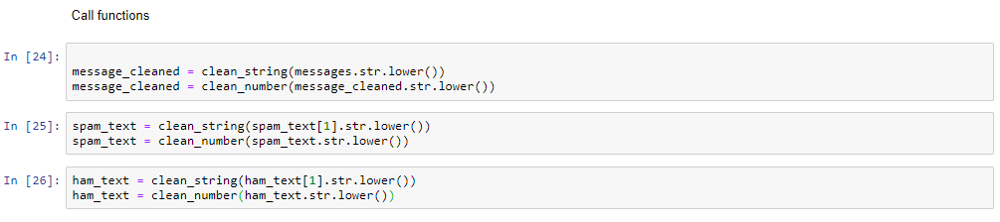 Call functions
In [24]:
message_cleaned = clean_string(messages.str.lower())
message_cleaned = clean_number(message_cleaned.str.lower())
In [25]:
spam_text = clean_string(spam_text[1].str.lower())
spam_text = clean_number(spam_text.str.lower())
In [26]:
ham_text = clean_string(ham_text[1].str.lower())
ham_text = clean_number(ham_text.str.lower())